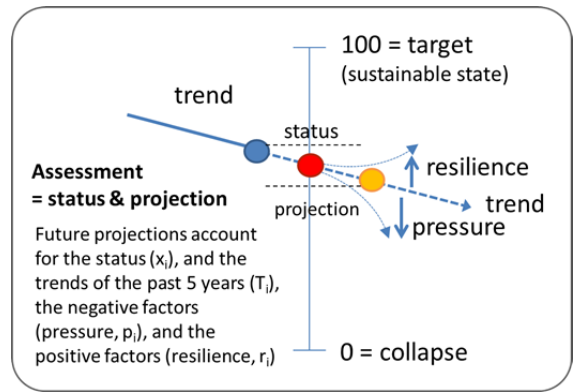 100 = target
(sustainable state)
trend
status
Assessment
= status & projection
resilience
projection
trend
pressure
Future projections account
for the status (xᵢ), and the
trends of the past 5 years (Tᵢ),
the negative factors
(pressure, pᵢ), and the
positive factors (resilience, rᵢ)
0 = collapse